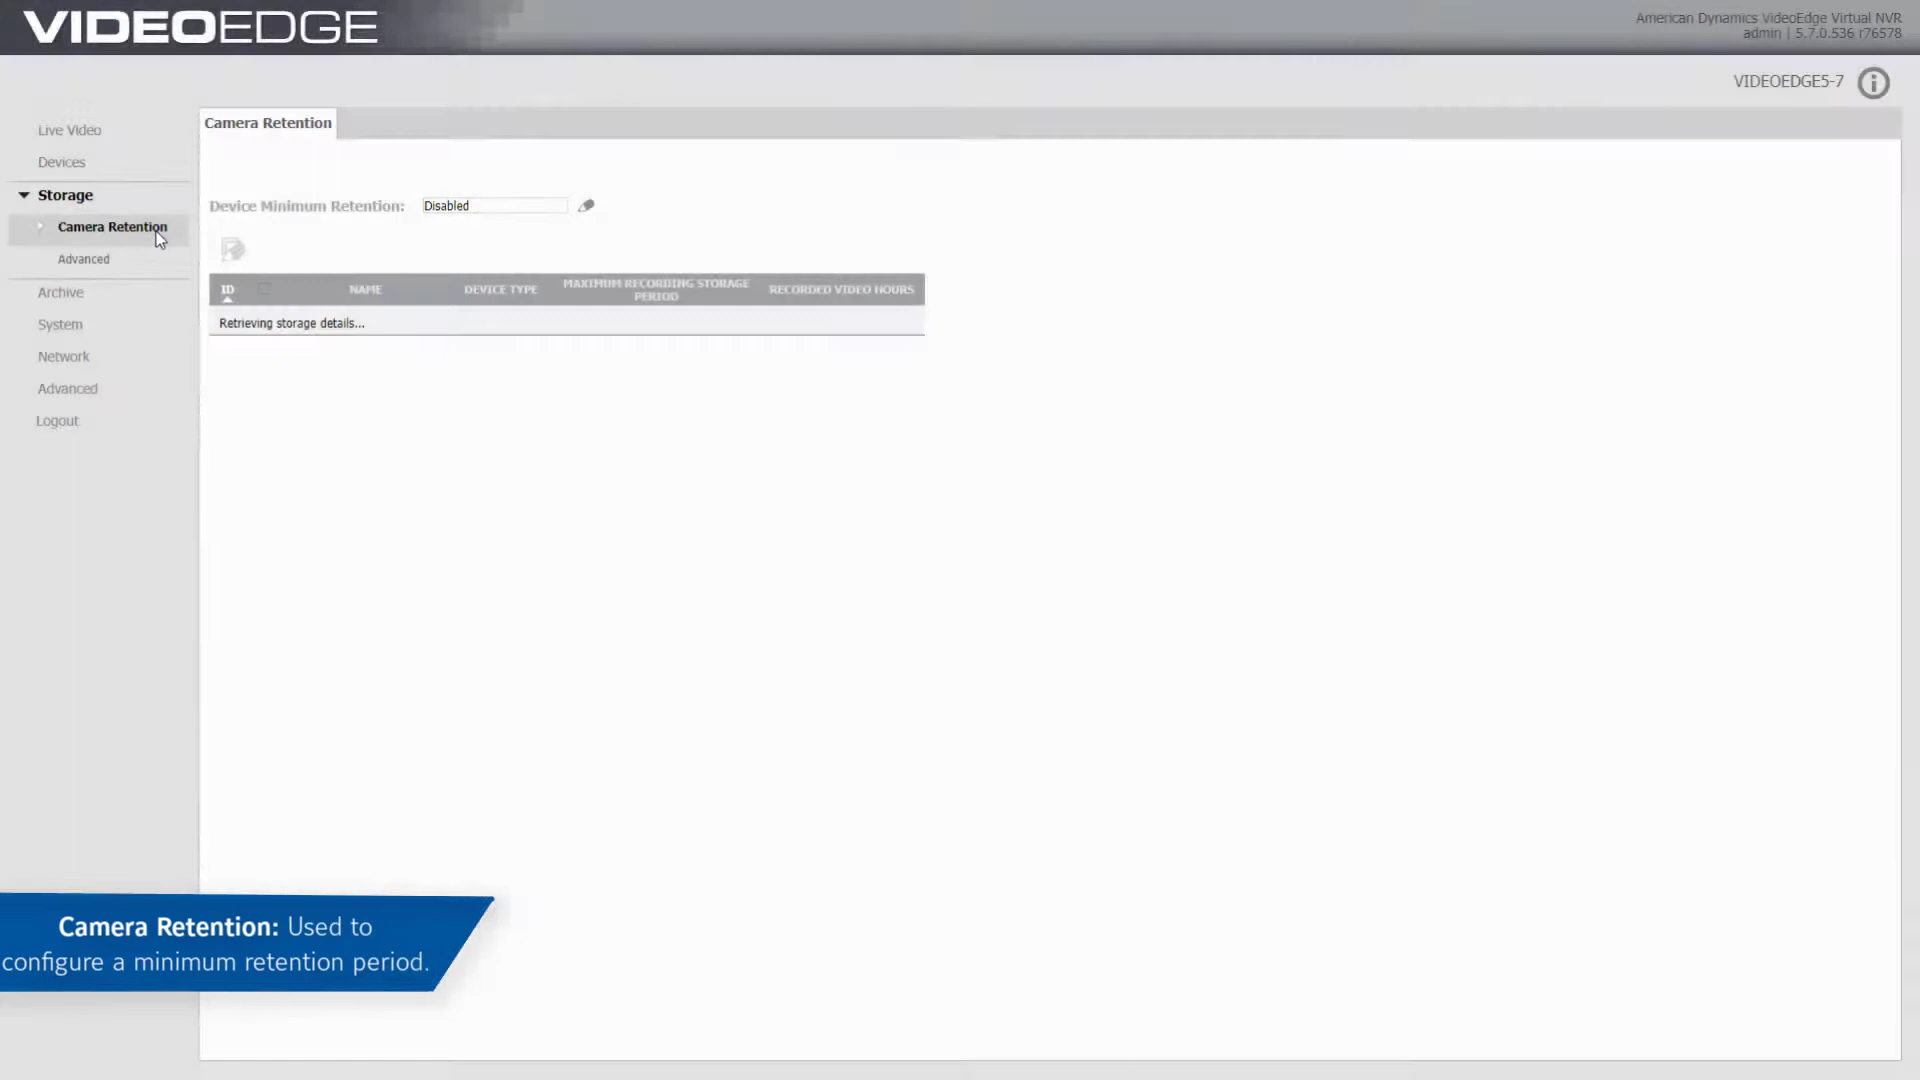 VIDEOEDGE
American Dynamics VideoEdge Virtual NVR
admin | 5.7.0.536 r76578
VIDEOEDGE5-7
Live Video
Devices
Storage
Camera Retention
Advanced
Archive
System
Network
Advanced
Logout
Camera Retention
Device Minimum Retention: Disabled
ID NAME DEVICE TYPE MAXIMUM RECORDING STORAGE PERIOD RECORDED VIDEO HOURS
Retrieving storage details...
Camera Retention: Used to
configure a minimum retention period.